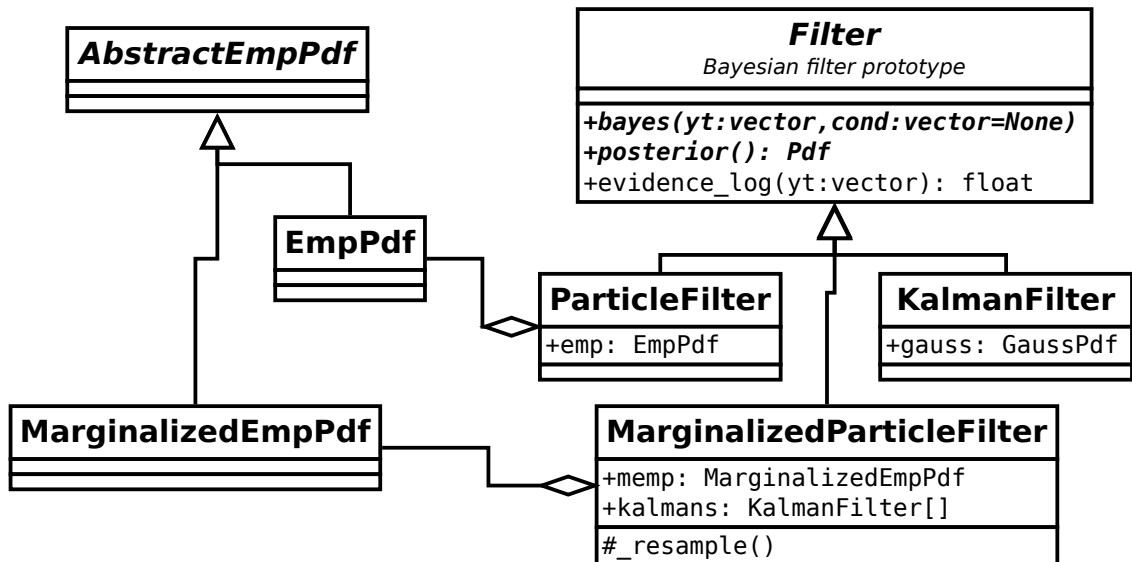 AbstractEmpPdf
Filter
Bayesian filter prototype
+bayes(yt:vector,cond:vector=None)
+posterior(): Pdf
+evidence_log(yt:vector): float
EmpPdf
ParticleFilter
+emp: EmpPdf
KalmanFilter
+gauss: GaussPdf
MarginalizedEmpPdf
MarginalizedParticleFilter
+memp: MarginalizedEmpPdf
+kalmans: KalmanFilter[]
#_resample()